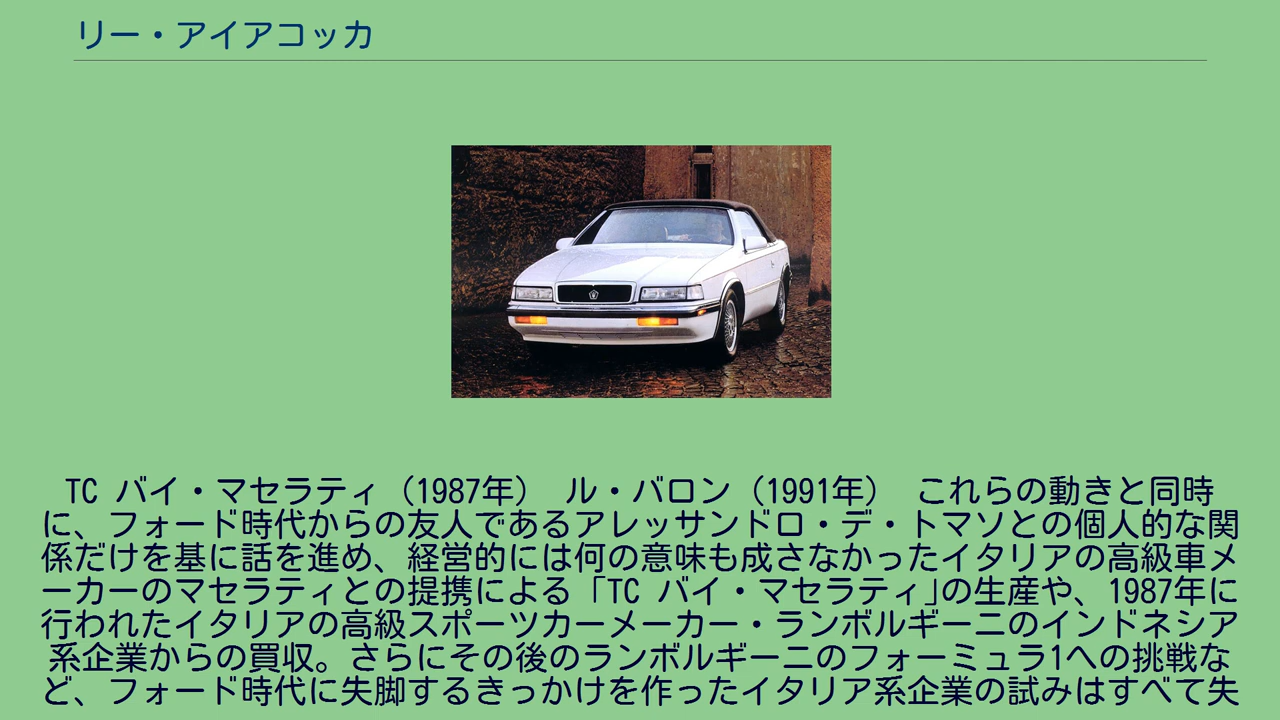 リー・アイアコッカ
TC バイ・マセラティ（1987年） ル・バロン（1991年） これらの動きと同時
に、フォード時代からの友人であるアレッサンドロ・デ・トマソとの個人的な関
係だけを基に話を進め、経営的には何の意味も成さなかったイタリアの高級車メ
ーカーのマセラティとの提携による「TC バイ・マセラティ」の生産や、1987年に
行われたイタリアの高級スポーツカーメーカー・ランボルギーニのインドネシア
系企業からの買収。さらにその後のランボルギーニのフォーミュラ1への挑戦な
ど、フォード時代に失脚するきっかけを作ったイタリア系企業の試みはすべて失